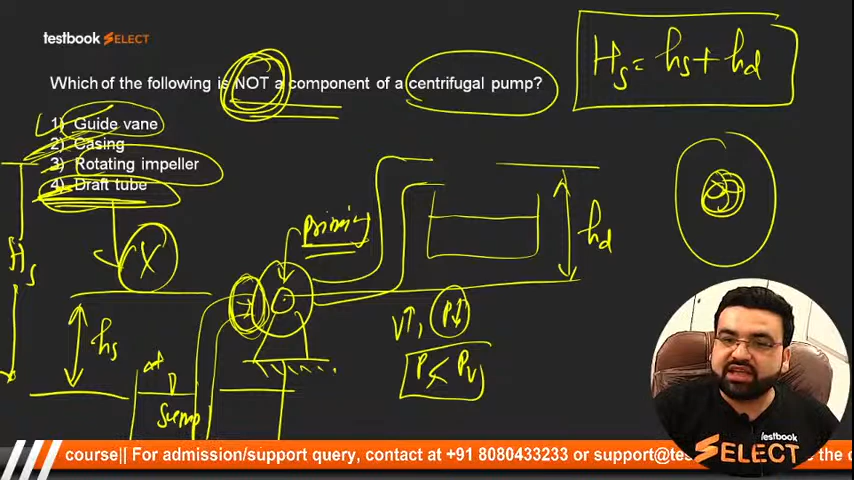 testbook SELECT
Hs = hs + hd
Which of the following is NOT a component of a centrifugal pump?
1) Guide vane
2) Casing
3) Rotating impeller
4) Draft tube
Priming
hd
X
Hs
hs
V↑, P↓
P < Pv
Sump
testbook
SELECT
course|| For admission/support query, contact at +91 8080433233 or support@tes
the c